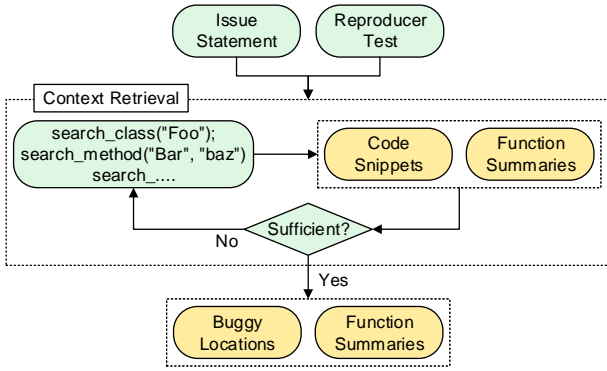 Issue
Statement
Reproducer
Test
Context Retrieval
search_class("Foo");
search_method("Bar", "baz")
search_....
Code
Snippets
Function
Summaries
Sufficient?
No
Yes
Buggy
Locations
Function
Summaries